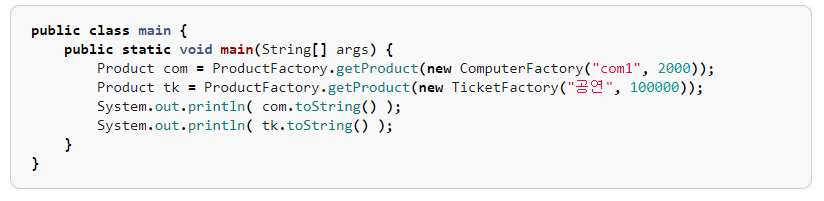 public class main {
    public static void main(String[] args) {
        Product com = ProductFactory.getProduct(new ComputerFactory("com1", 2000));
        Product tk = ProductFactory.getProduct(new TicketFactory("공연", 100000));
        System.out.println( com.toString() );
        System.out.println( tk.toString() );
    }
}